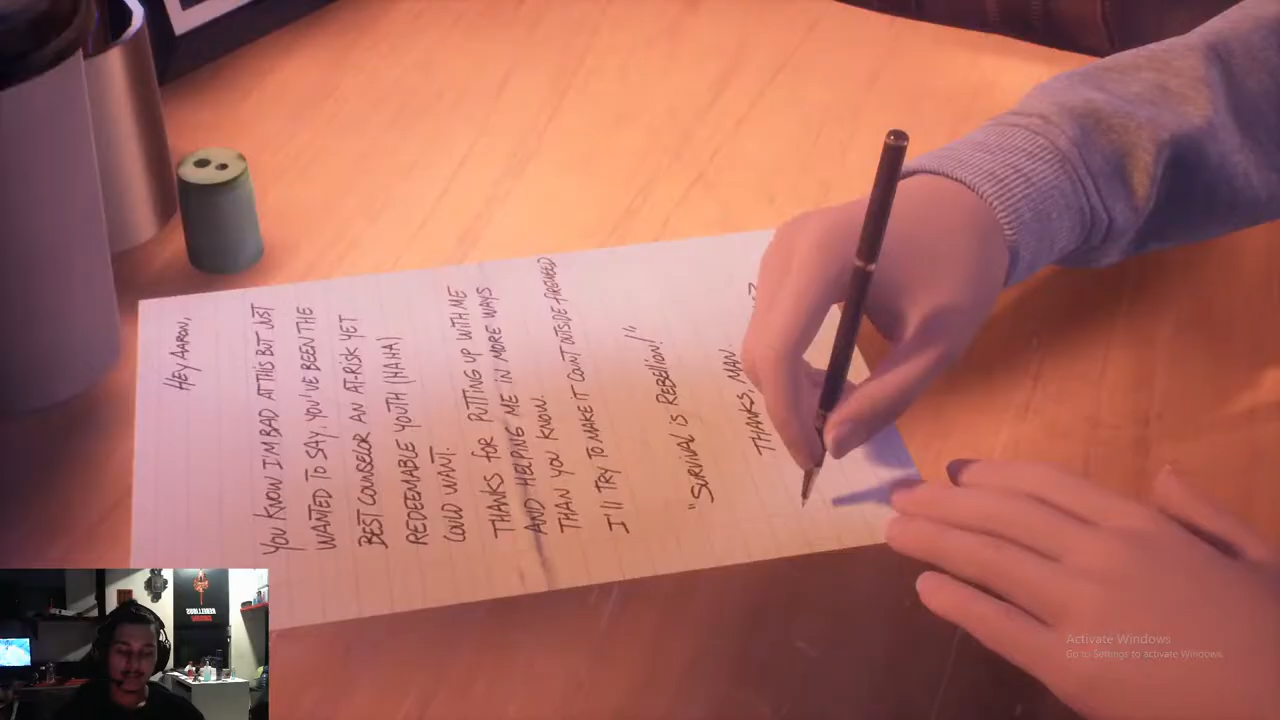 HEY AARON,
YOU KNOW I'M BAD AT THIS BUT JUST
WANTED TO SAY, YOU'VE BEEN THE
BEST COUNSELOR AN AT-RISK YET
REDEEMABLE YOUTH (HAHA)
COULD WANT.
THANKS FOR PUTTING UP WITH ME
AND HELPING ME IN MORE WAYS
THAN YOU KNOW.
I'LL TRY TO MAKE IT COUNT OUTSIDE FIREWEED
"SURVIVAL IS REBELLION!"
THANKS, MAN.
Activate Windows
Go to Settings to activate Windows.